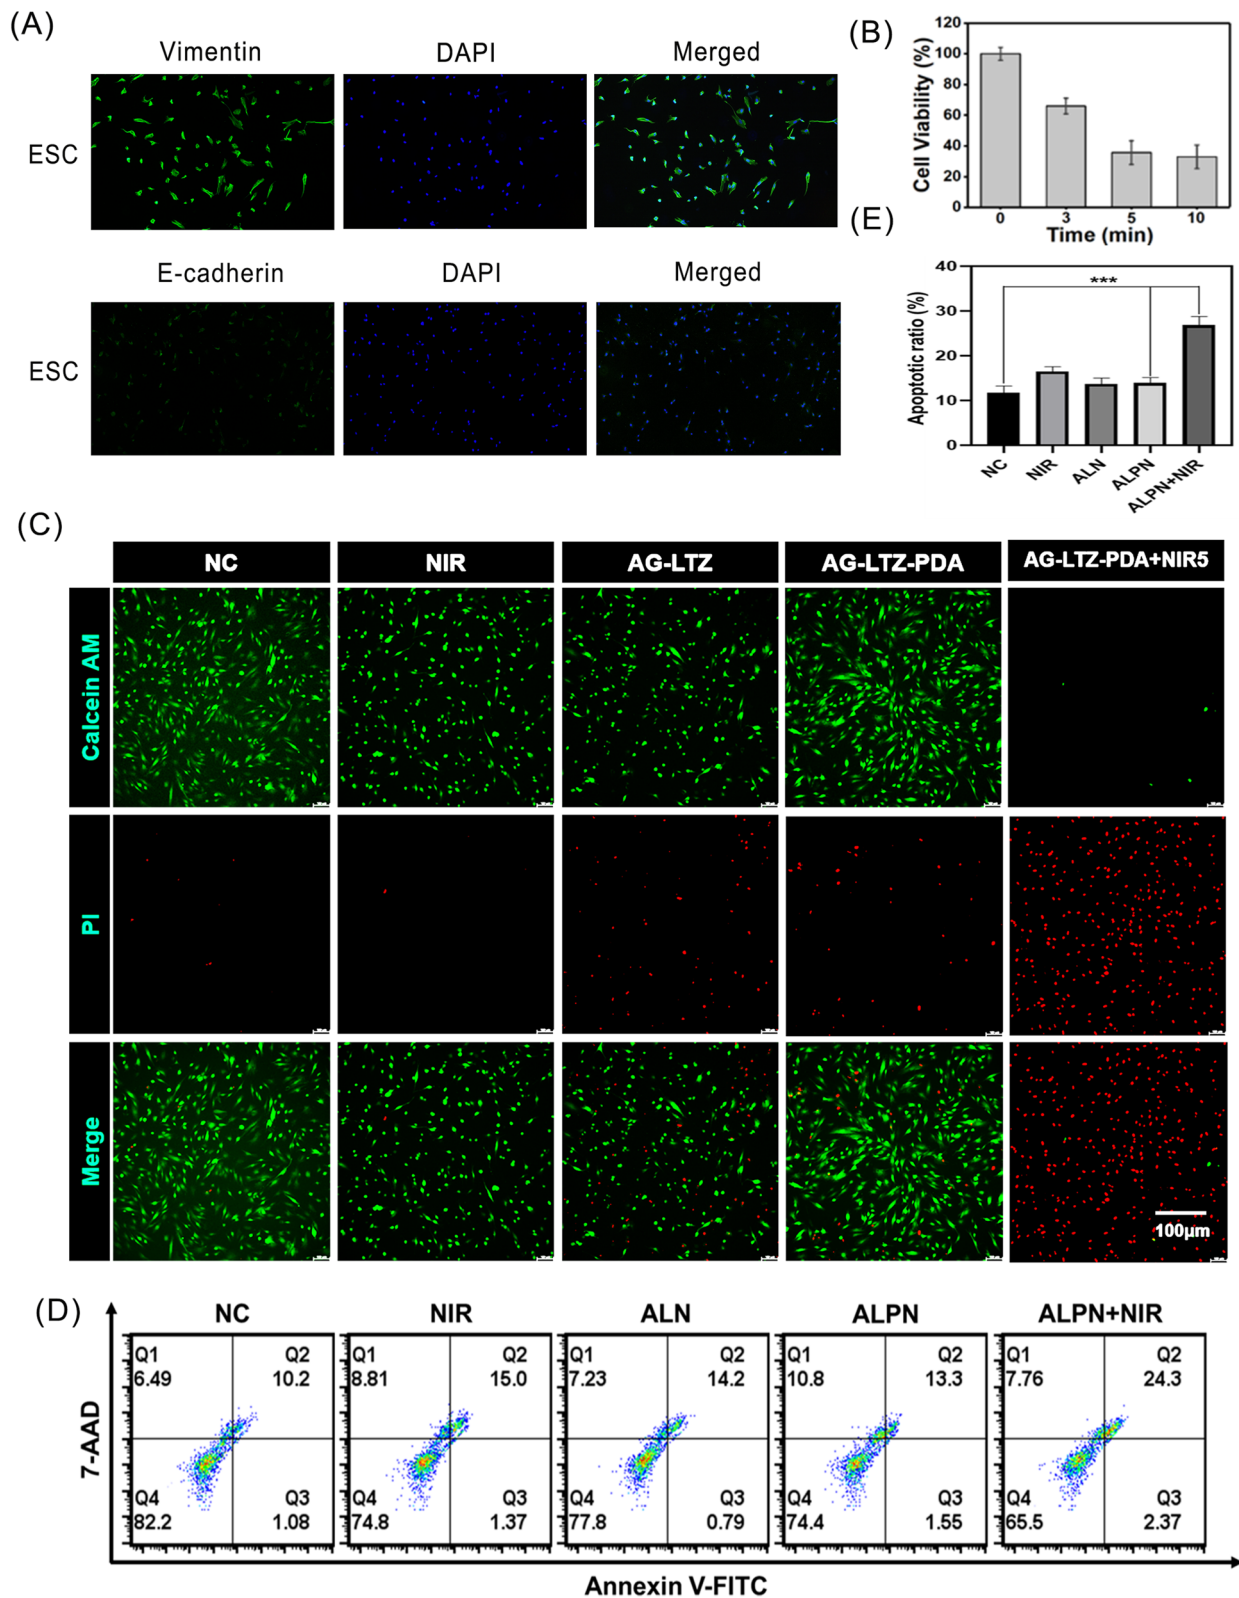 (A)
Vimentin DAPI Merged
ESC
E-cadherin DAPI Merged
ESC
(B)
Cell Viability (%)
120
100
80
60
40
20
0
0 3 5 10
Time (min)
(E)
Apoptotic ratio (%)
40
30
20
10
0
***
NC NIR ALN ALPN ALPN+NIR
(C)
NC NIR AG-LTZ AG-LTZ-PDA AG-LTZ-PDA+NIR5
Calcein AM
PI
Merge
100μm
(D)
NC NIR ALN ALPN ALPN+NIR
Q1 Q2 Q1 Q2 Q1 Q2 Q1 Q2 Q1 Q2
6.49 10.2 8.81 15.0 7.23 14.2 10.8 13.3 7.76 24.3
Q4 Q3 Q4 Q3 Q4 Q3 Q4 Q3 Q4 Q3
82.2 1.08 74.8 1.37 77.8 0.79 74.4 1.55 65.5 2.37
7-AAD
Annexin V-FITC